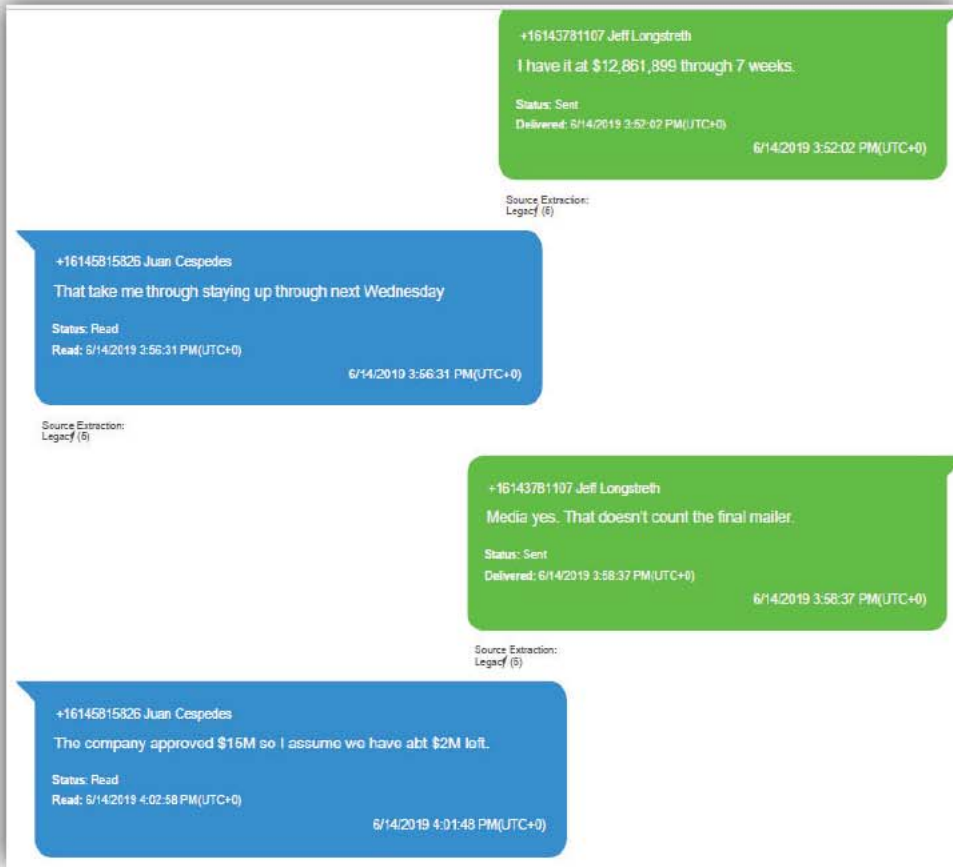 +16143781107 Jeff Longstreth
I have it at $12,861,899 through 7 weeks.
Status: Sent
Delivered: 6/14/2019 3:52:02 PM(UTC+0)
6/14/2019 3:52:02 PM(UTC+0)
Source Extraction:
Legacy (5)
+16145815826 Juan Cespedes
That take me through staying up through next Wednesday
Status: Read
Read: 6/14/2019 3:56:31 PM(UTC+0)
6/14/2019 3:56:31 PM(UTC+0)
Source Extraction:
Legacy (5)
+16143781107 Jeff Longstreth
Media yes. That doesn't count the final mailer.
Status: Sent
Delivered: 6/14/2019 3:58:37 PM(UTC+0)
6/14/2019 3:58:37 PM(UTC+0)
Source Extraction:
Legacy (5)
+16145815826 Juan Cespedes
The company approved $15M so I assume we have abt $2M left.
Status: Read
Read: 6/14/2019 4:02:58 PM(UTC+0)
6/14/2019 4:01:48 PM(UTC+0)